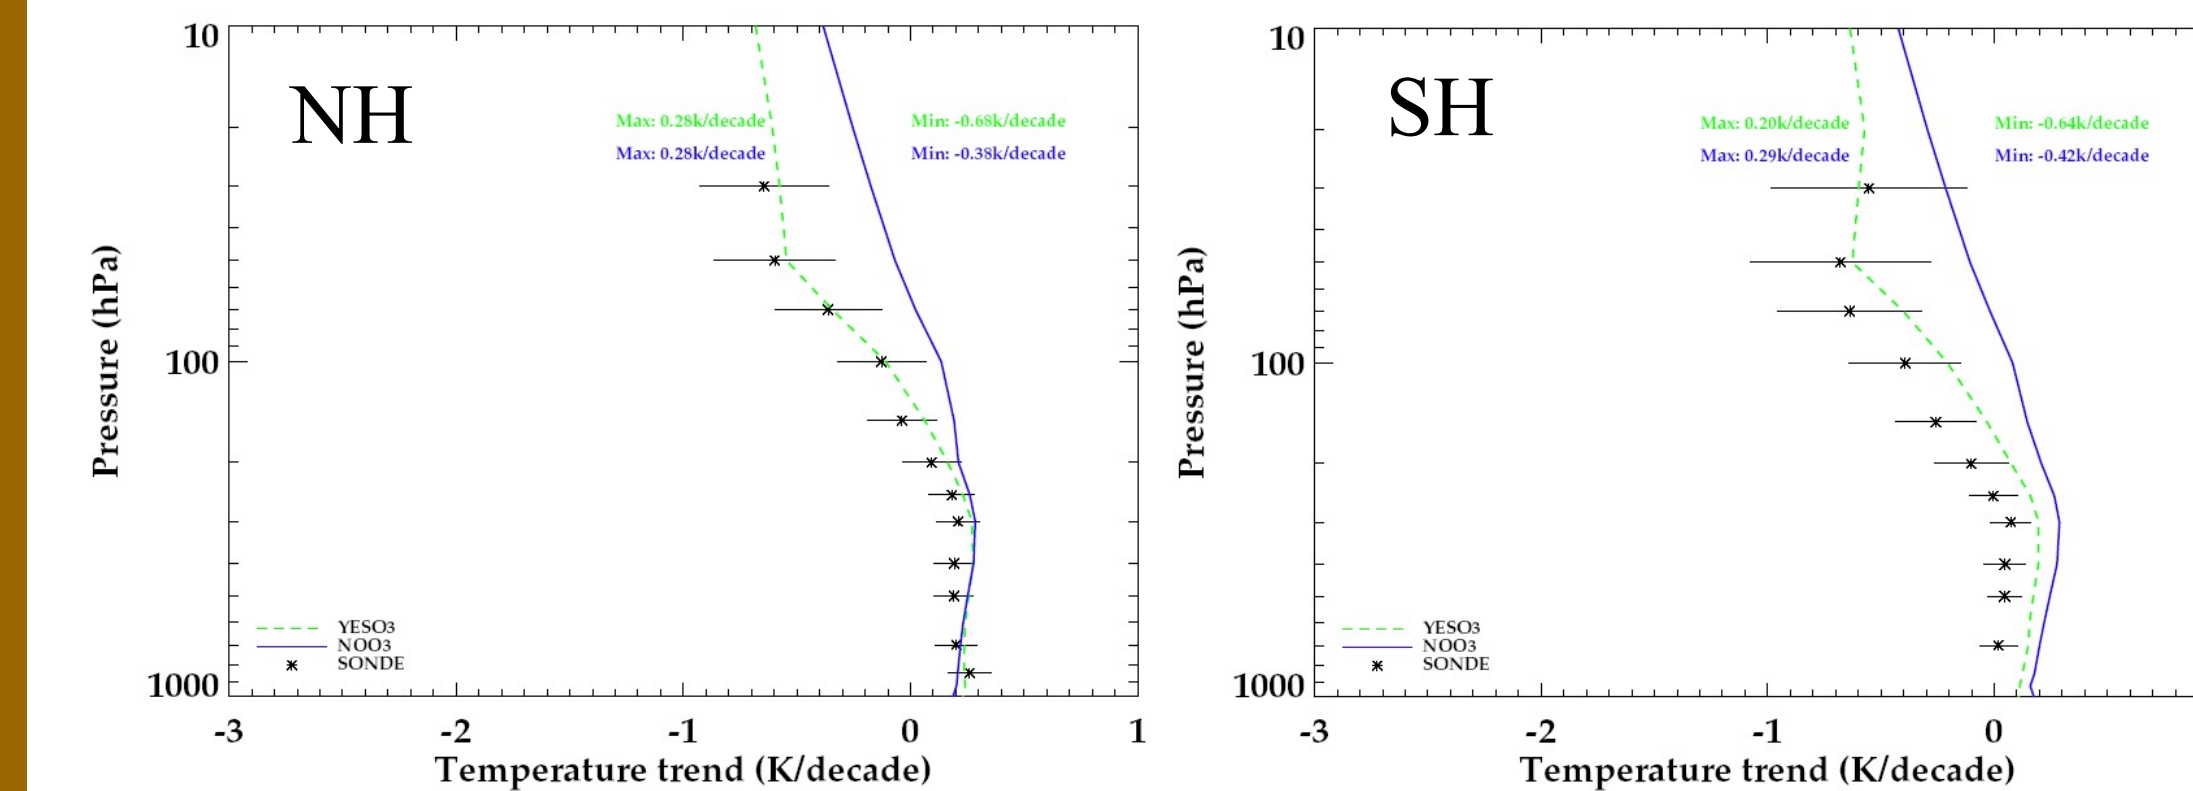 NH
10
100
1000
Pressure (hPa)
Max: 0.28k/decade
Min: -0.68k/decade
Max: 0.28k/decade
Min: -0.38k/decade
YESO3
NOO3
SONDE
-3
-2
-1
0
1
Temperature trend (K/decade)
SH
10
100
1000
Pressure (hPa)
Max: 0.20k/decade
Min: -0.64k/decade
Max: 0.29k/decade
Min: -0.42k/decade
YESO3
NOO3
SONDE
-3
-2
-1
0
Temperature trend (K/decade)